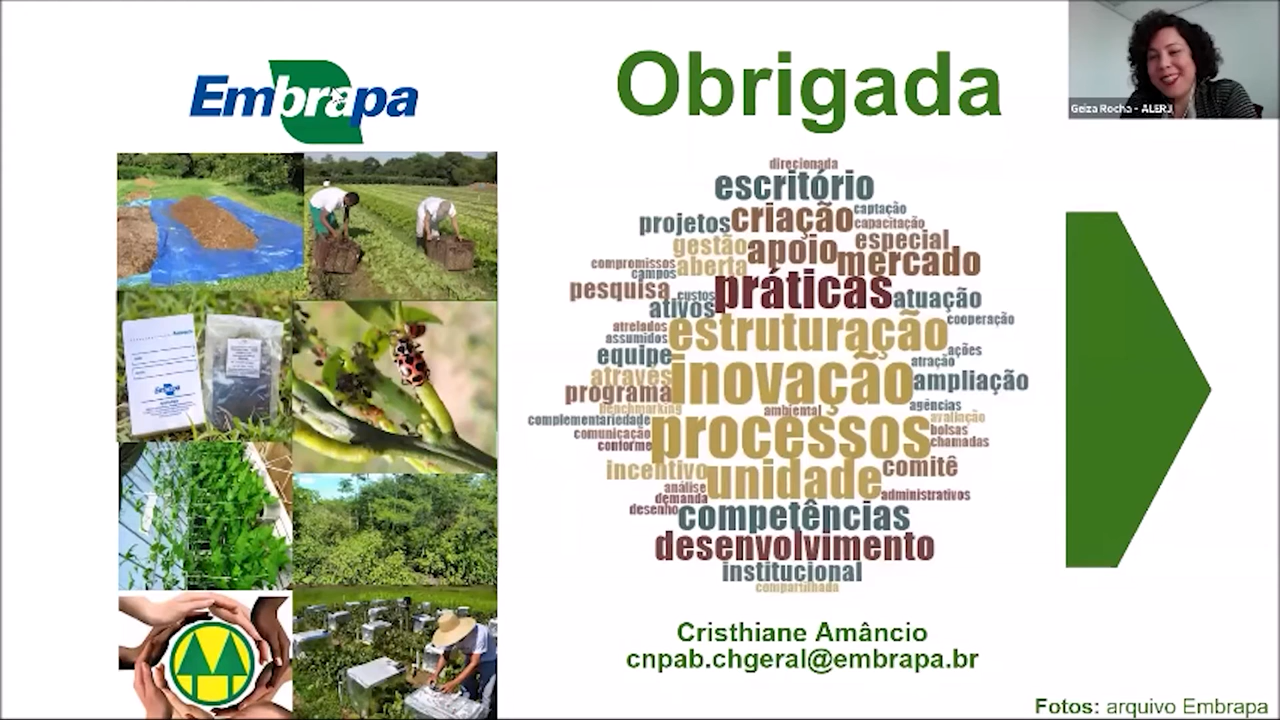 Embrapa
Obrigada
Geiza Rocha - ALERJ
direcionada
escritório
projetos criação captação
capacitação
gestão apoio especial
compromissos aberta mercado
campos
pesquisa custos práticas atuação
ativos
estruturação cooperação
atrelados
assumidos
equipe ações
atração
através inovação ampliação
programa
benchmarking ambiental agências
complementariedade processos avaliação
comunicação bolsas
conforme chamadas
incentivo unidade comitê
análise
demanda administrativos
desenho
competências
desenvolvimento
institucional
compartilhada
Cristhiane Amâncio
cnpab.chgeral@embrapa.br
Fotos: arquivo Embrapa